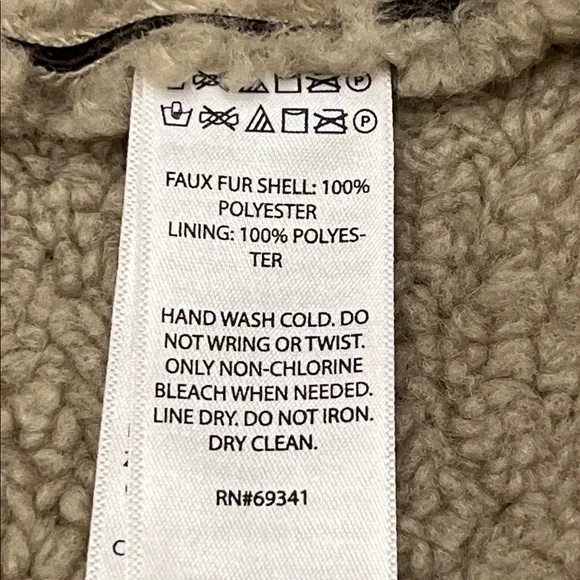 P
P
FAUX FUR SHELL: 100%
POLYESTER
LINING: 100% POLYES-
TER
HAND WASH COLD. DO
NOT WRING OR TWIST.
ONLY NON-CHLORINE
BLEACH WHEN NEEDED.
LINE DRY. DO NOT IRON.
DRY CLEAN.
RN#69341